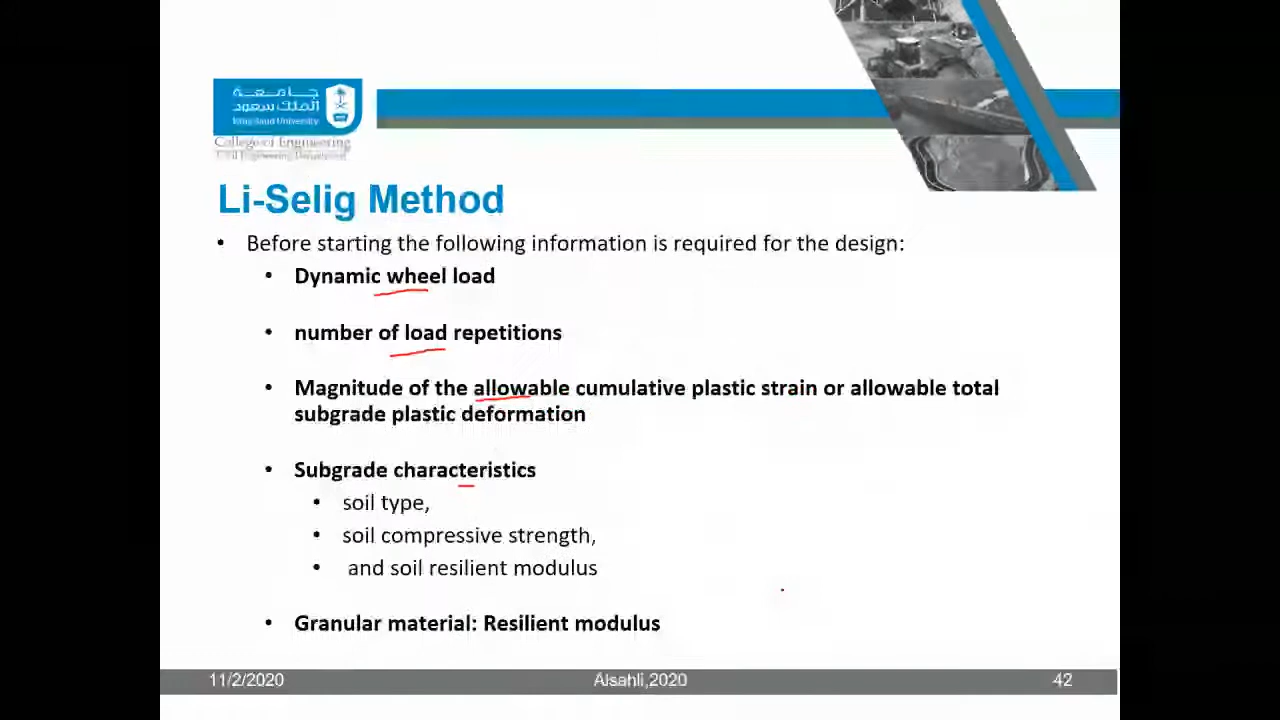 جامعة
الملك سعود
King Saud University
College of Engineering
Civil Engineering Department
Li-Selig Method
• Before starting the following information is required for the design:
• Dynamic wheel load
• number of load repetitions
• Magnitude of the allowable cumulative plastic strain or allowable total
subgrade plastic deformation
• Subgrade characteristics
• soil type,
• soil compressive strength,
• and soil resilient modulus
• Granular material: Resilient modulus
11/2/2020
Alsahli,2020
42